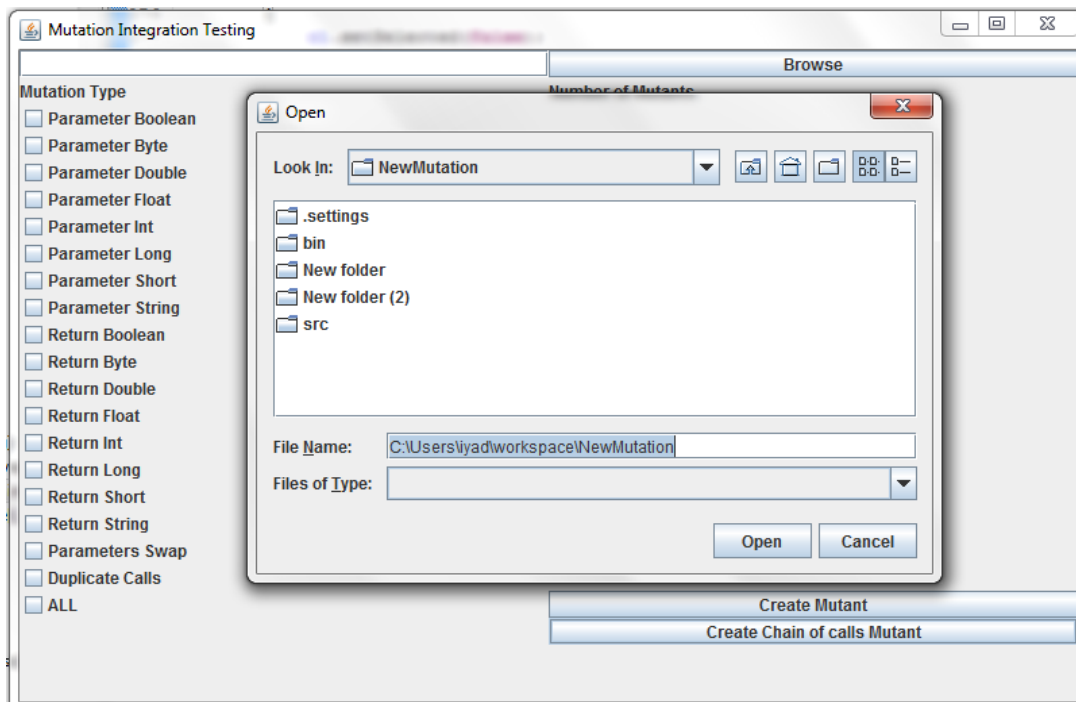 Mutation Integration Testing
Browse
Mutation Type
Number of Mutants
Parameter Boolean
Parameter Byte
Parameter Double
Parameter Float
Parameter Int
Parameter Long
Parameter Short
Parameter String
Return Boolean
Return Byte
Return Double
Return Float
Return Int
Return Long
Return Short
Return String
Parameters Swap
Duplicate Calls
ALL
Open
Look In: NewMutation
.settings
bin
New folder
New folder (2)
src
File Name: C:\Users\iyad\workspace\NewMutation
Files of Type:
Open Cancel
Create Mutant
Create Chain of calls Mutant